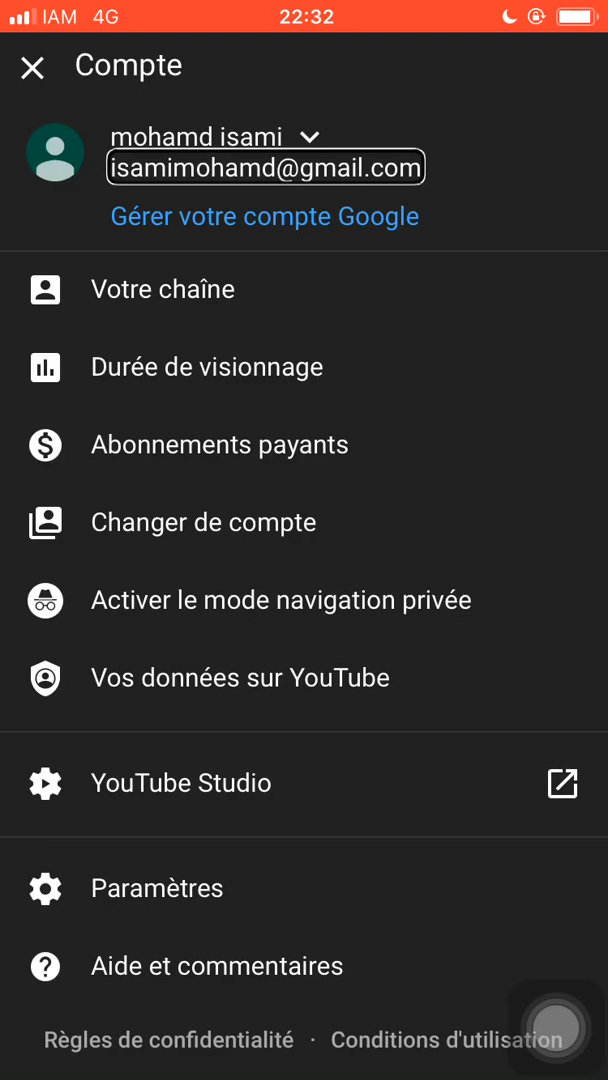 IAM 4G 22:32
Compte
mohamd isami
isamimohamd@gmail.com
Gérer votre compte Google
Votre chaîne
Durée de visionnage
Abonnements payants
Changer de compte
Activer le mode navigation privée
Vos données sur YouTube
YouTube Studio
Paramètres
Aide et commentaires
Règles de confidentialité · Conditions d'utilisation